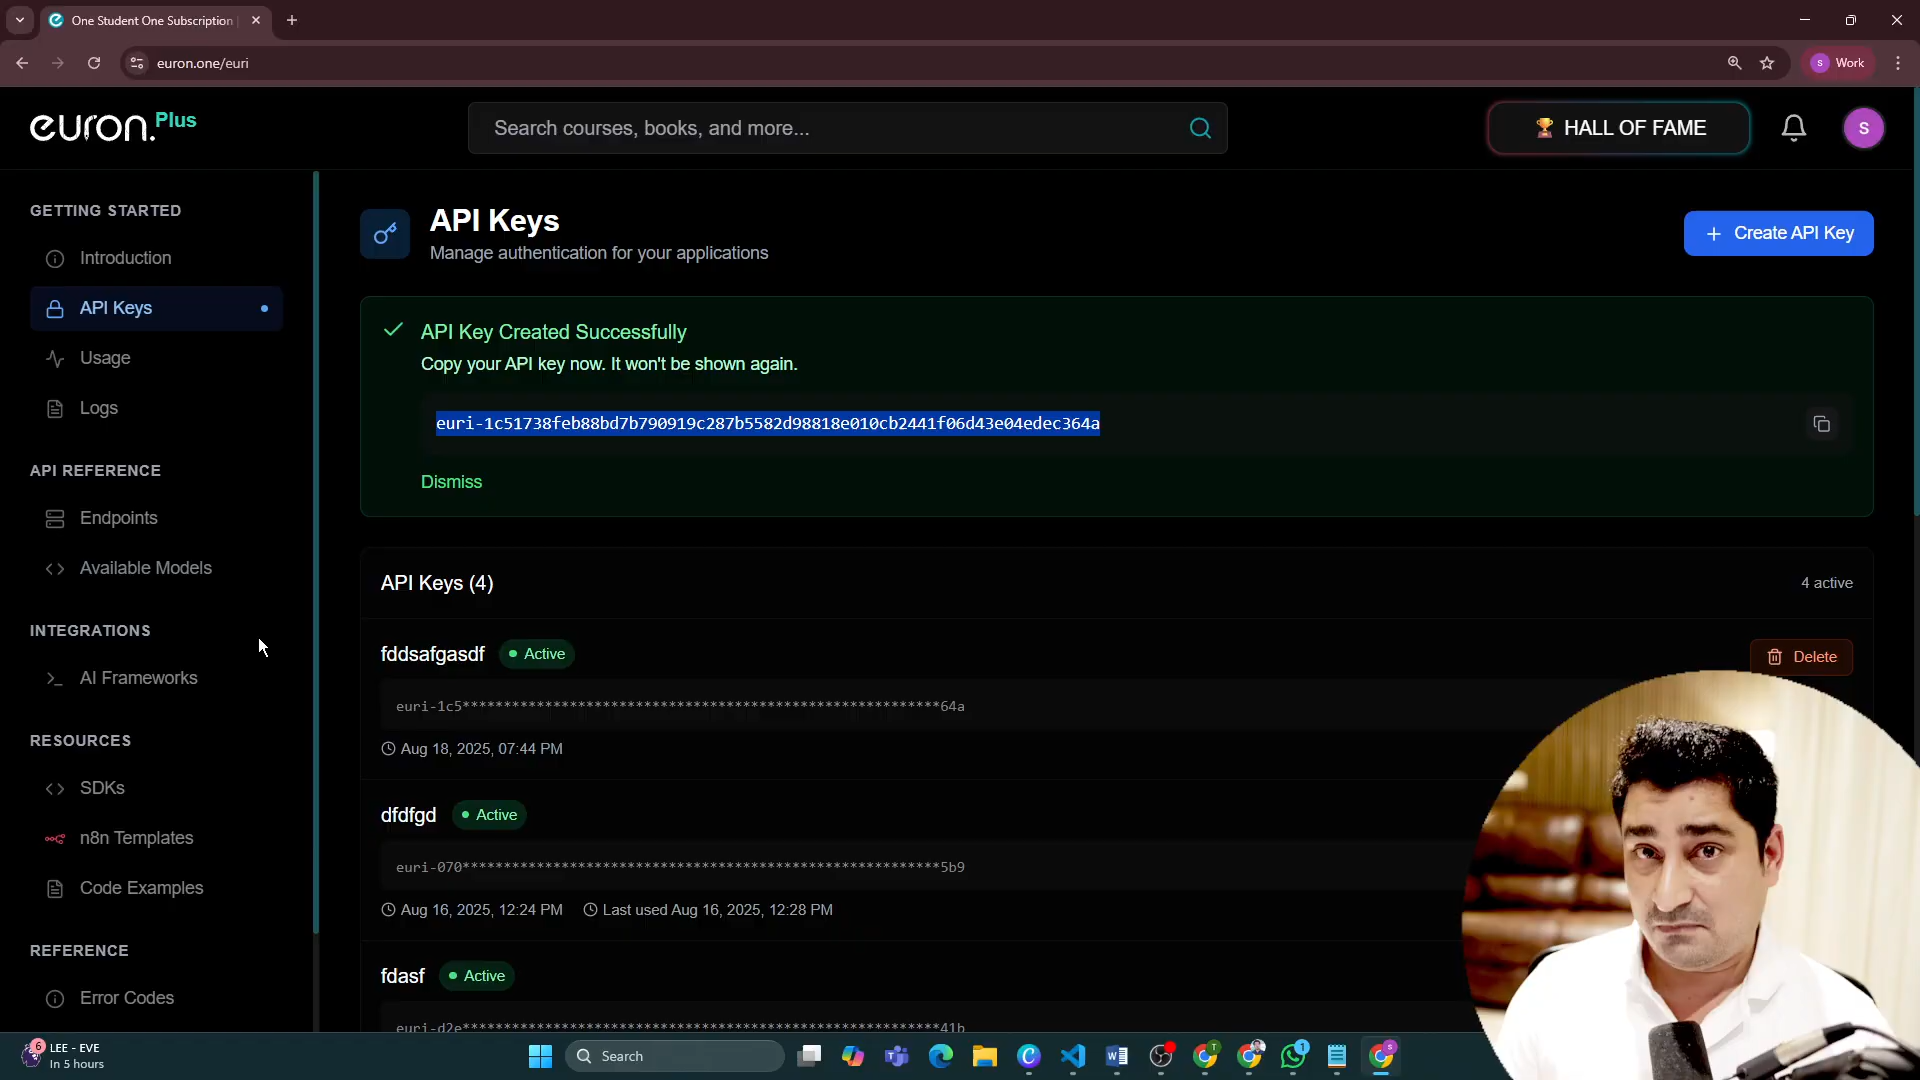 One Student One Subscription
euron.one/euri
Work
euron.Plus
Search courses, books, and more...
🏆 HALL OF FAME
S
GETTING STARTED
Introduction
API Keys
Usage
Logs
API REFERENCE
Endpoints
Available Models
INTEGRATIONS
AI Frameworks
RESOURCES
SDKs
n8n Templates
Code Examples
REFERENCE
Error Codes
API Keys
Manage authentication for your applications
+ Create API Key
API Key Created Successfully
Copy your API key now. It won't be shown again.
euri-1c51738feb88bd7b790919c287b5582d98818e010cb2441f06d43e04edec364a
Dismiss
API Keys (4)
4 active
fddsafgasdf
Active
Delete
euri-1c5**********************************************************64a
Aug 18, 2025, 07:44 PM
dfdfgd
Active
euri-070**********************************************************5b9
Aug 16, 2025, 12:24 PM
Last used Aug 16, 2025, 12:28 PM
fdasf
Active
euri-d2e**********************************************************41b
6
LEE - EVE
In 5 hours
Search